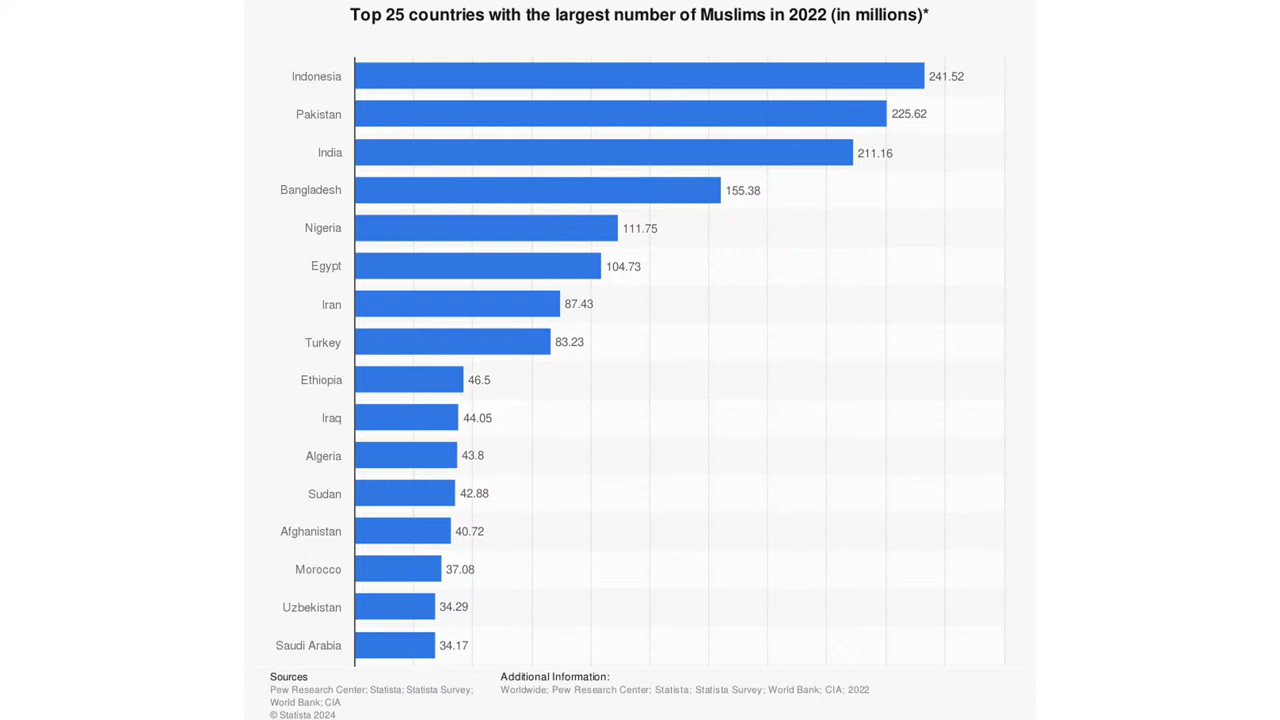 Top 25 countries with the largest number of Muslims in 2022 (in millions)*
Indonesia 241.52
Pakistan 225.62
India 211.16
Bangladesh 155.38
Nigeria 111.75
Egypt 104.73
Iran 87.43
Turkey 83.23
Ethiopia 46.5
Iraq 44.05
Algeria 43.8
Sudan 42.88
Afghanistan 40.72
Morocco 37.08
Uzbekistan 34.29
Saudi Arabia 34.17
Sources
Pew Research Center; Statista; Statista Survey;
World Bank; CIA
© Statista 2024
Additional Information:
Worldwide; Pew Research Center; Statista; Statista Survey; World Bank; CIA; 2022